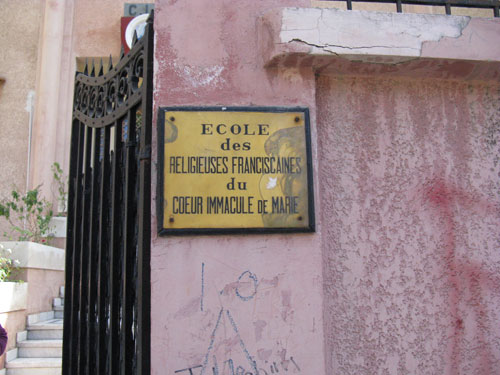 ECOLE
des
RELIGIEUSES FRANCISCAINES
du
COEUR IMMACULE DE MARIE